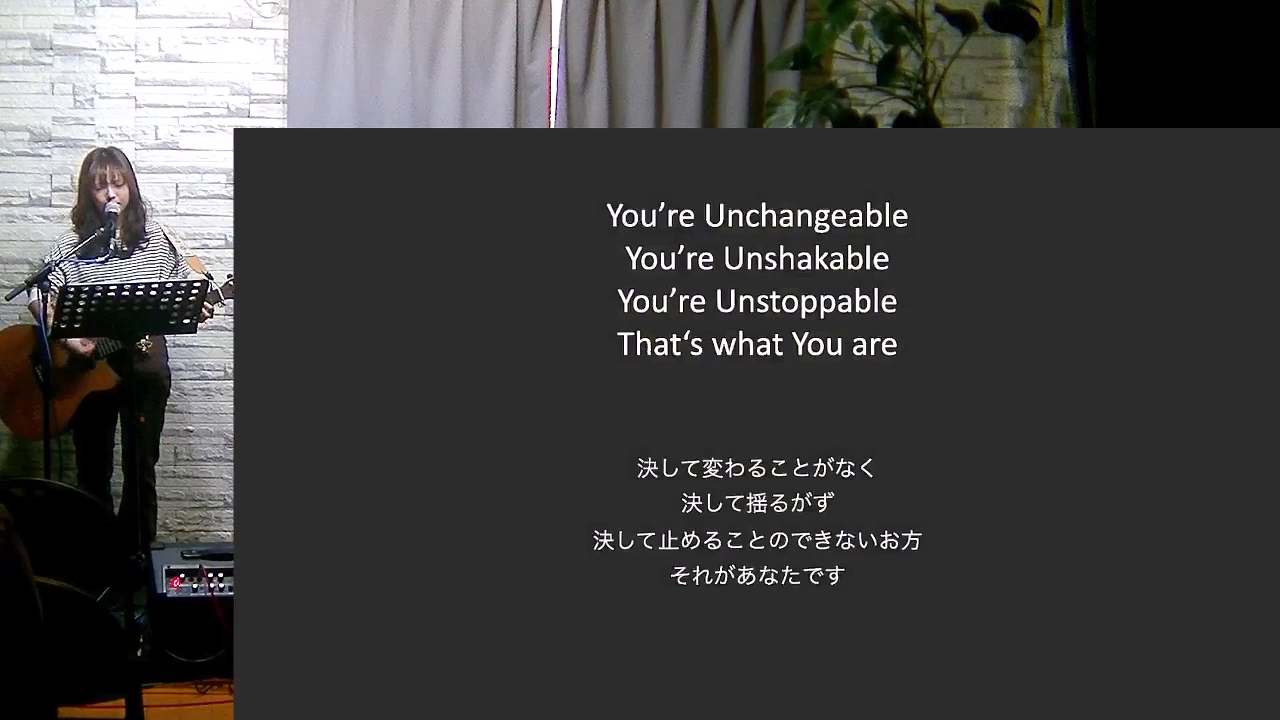 You’re Unchangeable
You’re Unshakable
You’re Unstoppable
That‘s what You are
決して変わることがなく
決して揺るがず
決して止めることのできないお方
それがあなたです